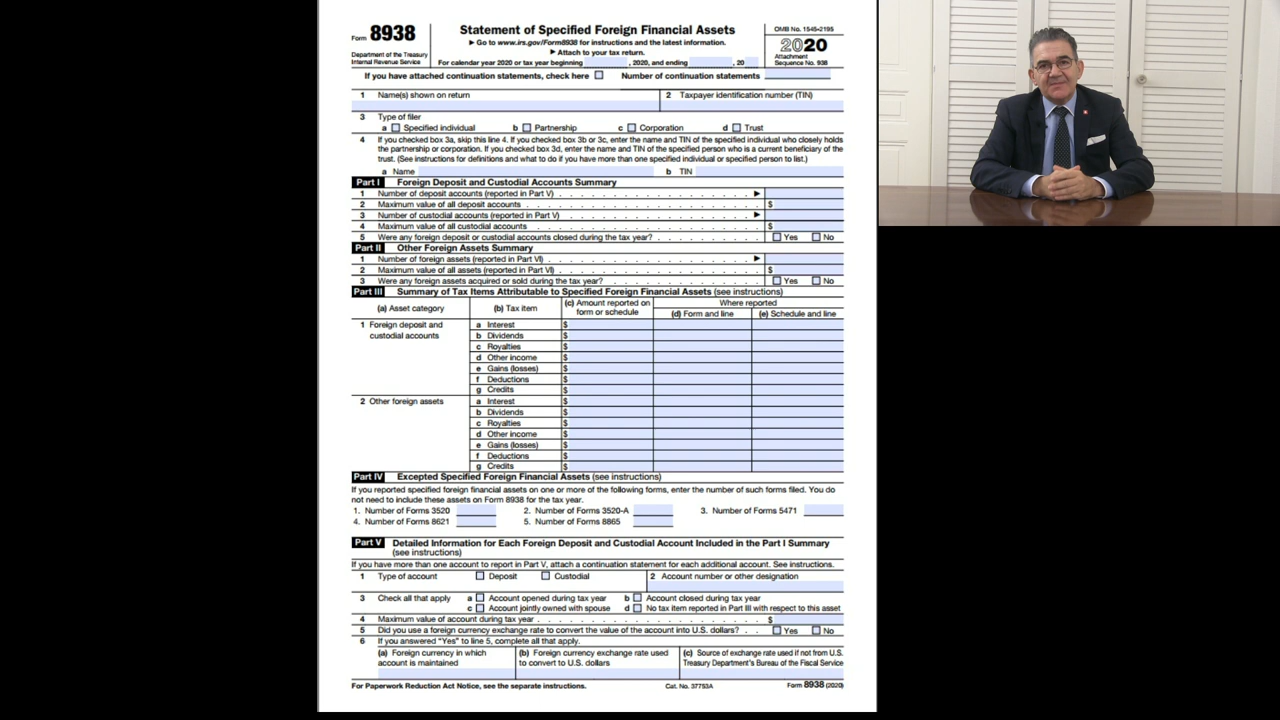 Form 8938
Department of the Treasury
Internal Revenue Service
Statement of Specified Foreign Financial Assets
▶ Go to www.irs.gov/Form8938 for instructions and the latest information.
▶ Attach to your tax return.
For calendar year 2020 or tax year beginning , 2020, and ending , 20
OMB No. 1545-2195
2020
Attachment
Sequence No. 938
If you have attached continuation statements, check here Number of continuation statements
1 Name(s) shown on return
2 Taxpayer identification number (TIN)
3 Type of filer
a Specified individual b Partnership c Corporation d Trust
4 If you checked box 3a, skip this line 4. If you checked box 3b or 3c, enter the name and TIN of the specified individual who closely holds
the partnership or corporation. If you checked box 3d, enter the name and TIN of the specified person who is a current beneficiary of the
trust. (See instructions for definitions and what to do if you have more than one specified individual or specified person to list.)
a Name b TIN
Part I Foreign Deposit and Custodial Accounts Summary
1 Number of deposit accounts (reported in Part V) . . . . . . . . . . . . . . . . . ▶
2 Maximum value of all deposit accounts . . . . . . . . . . . . . . . . . . . $
3 Number of custodial accounts (reported in Part V) . . . . . . . . . . . . . . . . ▶
4 Maximum value of all custodial accounts . . . . . . . . . . . . . . . . . . $
5 Were any foreign deposit or custodial accounts closed during the tax year? . . . . . . . . . Yes No
Part II Other Foreign Assets Summary
1 Number of foreign assets (reported in Part VI) . . . . . . . . . . . . . . . . . ▶
2 Maximum value of all assets (reported in Part VI) . . . . . . . . . . . . . . . . $
3 Were any foreign assets acquired or sold during the tax year? . . . . . . . . . . . . Yes No
Part III Summary of Tax Items Attributable to Specified Foreign Financial Assets (see instructions)
(a) Asset category
(b) Tax item
(c) Amount reported on
form or schedule
Where reported
(d) Form and line
(e) Schedule and line
1 Foreign deposit and
custodial accounts
a Interest $
b Dividends $
c Royalties $
d Other income $
e Gains (losses) $
f Deductions $
g Credits $
2 Other foreign assets
a Interest $
b Dividends $
c Royalties $
d Other income $
e Gains (losses) $
f Deductions $
g Credits $
Part IV Excepted Specified Foreign Financial Assets (see instructions)
If you reported specified foreign financial assets on one or more of the following forms, enter the number of such forms filed. You do
not need to include these assets on Form 8938 for the tax year.
1. Number of Forms 3520 2. Number of Forms 3520-A 3. Number of Forms 5471
4. Number of Forms 8621 5. Number of Forms 8865
Part V Detailed Information for Each Foreign Deposit and Custodial Account Included in the Part I Summary
(see instructions)
If you have more than one account to report in Part V, attach a continuation statement for each additional account. See instructions.
1 Type of account Deposit Custodial
2 Account number or other designation
3 Check all that apply a Account opened during tax year b Account closed during tax year
c Account jointly owned with spouse d No tax item reported in Part III with respect to this asset
4 Maximum value of account during tax year . . . . . . . . . . . . . . . . . . $
5 Did you use a foreign currency exchange rate to convert the value of the account into U.S. dollars? . . Yes No
6 If you answered "Yes" to line 5, complete all that apply.
(a) Foreign currency in which
account is maintained
(b) Foreign currency exchange rate used
to convert to U.S. dollars
(c) Source of exchange rate used if not from U.S.
Treasury Department's Bureau of the Fiscal Service
For Paperwork Reduction Act Notice, see the separate instructions. Cat. No. 37753A Form 8938 (2020)